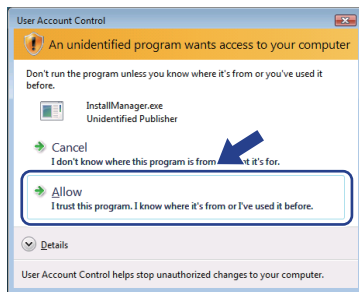 User Account Control
An unidentified program wants access to your computer
Don't run the program unless you know where it's from or you've used it
before.
InstallManager.exe
Unidentified Publisher
Cancel
I don't know where this program is from it's for.
Allow
I trust this program. I know where it's from or I've used it before.
Details
User Account Control helps stop unauthorized changes to your computer.